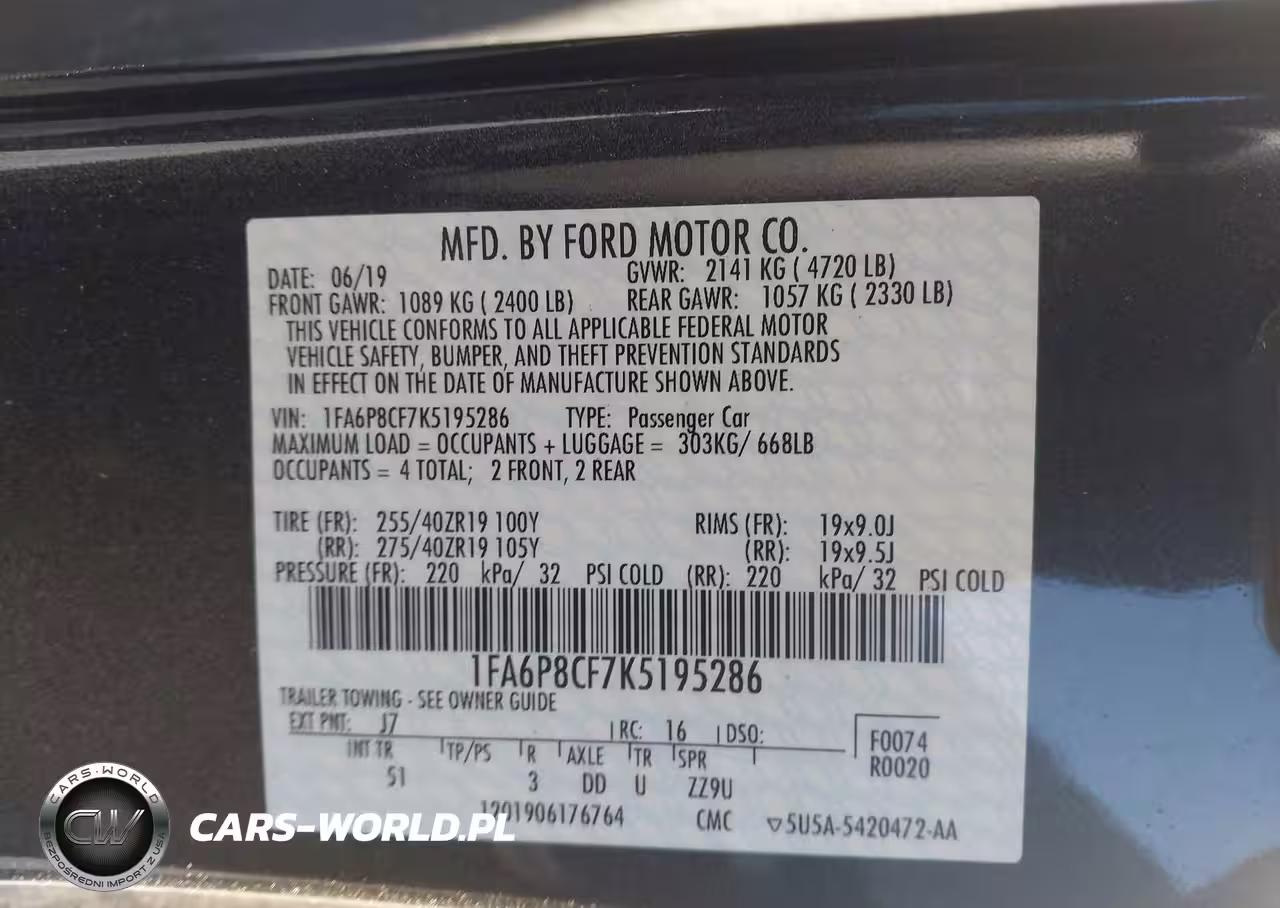 MFD. BY FORD MOTOR CO.
DATE: 06/19 GVWR: 2141 KG ( 4720 LB)
FRONT GAWR: 1089 KG ( 2400 LB) REAR GAWR: 1057 KG ( 2330 LB)
THIS VEHICLE CONFORMS TO ALL APPLICABLE FEDERAL MOTOR
VEHICLE SAFETY, BUMPER, AND THEFT PREVENTION STANDARDS
IN EFFECT ON THE DATE OF MANUFACTURE SHOWN ABOVE.
VIN: 1FA6P8CF7K5195286 TYPE: Passenger Car
MAXIMUM LOAD = OCCUPANTS + LUGGAGE = 303KG/ 668LB
OCCUPANTS = 4 TOTAL; 2 FRONT, 2 REAR
TIRE (FR): 255/40ZR19 100Y RIMS (FR): 19x9.0J
(RR): 275/40ZR19 105Y (RR): 19x9.5J
PRESSURE (FR): 220 kPa/ 32 PSI COLD (RR): 220 kPa/ 32 PSI COLD
1FA6P8CF7K5195286
TRAILER TOWING - SEE OWNER GUIDE
EXT PNT: J7 RC: 16 DSO:
F0074
R0020
INT TR TP/PS R AXLE TR SPR
51 3 DD U ZZ9U
1201906176764 CMC ▽5U5A-5420472-AA
CARS-WORLD
CW
BEZPOŚREDNI IMPORT Z USA
CARS-WORLD.PL